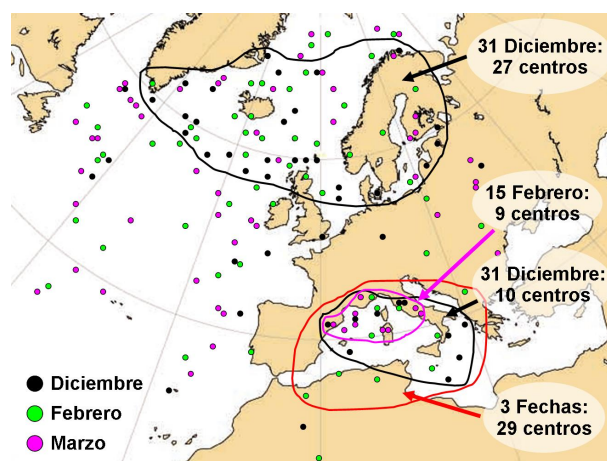 31 Diciembre:
27 centros
15 Febrero:
9 centros
31 Diciembre:
10 centros
3 Fechas:
29 centros
Diciembre
Febrero
Marzo